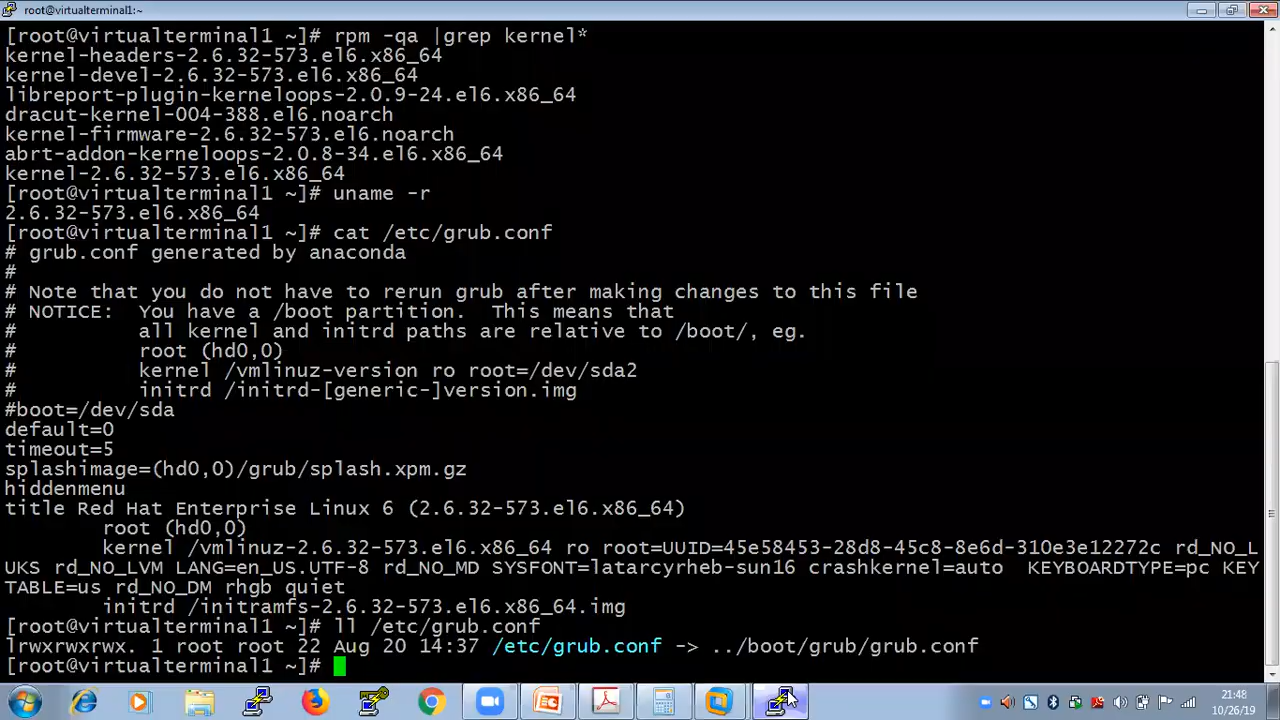 root@virtualterminal1:~
[root@virtualterminal1 ~]# rpm -qa |grep kernel*
kernel-headers-2.6.32-573.el6.x86_64
kernel-devel-2.6.32-573.el6.x86_64
libreport-plugin-kerneloops-2.0.9-24.el6.x86_64
dracut-kernel-004-388.el6.noarch
kernel-firmware-2.6.32-573.el6.noarch
abrt-addon-kerneloops-2.0.8-34.el6.x86_64
kernel-2.6.32-573.el6.x86_64
[root@virtualterminal1 ~]# uname -r
2.6.32-573.el6.x86_64
[root@virtualterminal1 ~]# cat /etc/grub.conf
# grub.conf generated by anaconda
#
# Note that you do not have to rerun grub after making changes to this file
# NOTICE:  You have a /boot partition.  This means that
#          all kernel and initrd paths are relative to /boot/, eg.
#          root (hd0,0)
#          kernel /vmlinuz-version ro root=/dev/sda2
#          initrd /initrd-[generic-]version.img
#boot=/dev/sda
default=0
timeout=5
splashimage=(hd0,0)/grub/splash.xpm.gz
hiddenmenu
title Red Hat Enterprise Linux 6 (2.6.32-573.el6.x86_64)
        root (hd0,0)
        kernel /vmlinuz-2.6.32-573.el6.x86_64 ro root=UUID=45e58453-28d8-45c8-8e6d-310e3e12272c rd_NO_L
UKS rd_NO_LVM LANG=en_US.UTF-8 rd_NO_MD SYSFONT=latarcyrheb-sun16 crashkernel=auto  KEYBOARDTYPE=pc KEY
TABLE=us rd_NO_DM rhgb quiet
        initrd /initramfs-2.6.32-573.el6.x86_64.img
[root@virtualterminal1 ~]# ll /etc/grub.conf
lrwxrwxrwx. 1 root root 22 Aug 20 14:37 /etc/grub.conf -> ../boot/grub/grub.conf
[root@virtualterminal1 ~]#
21:48
10/26/19